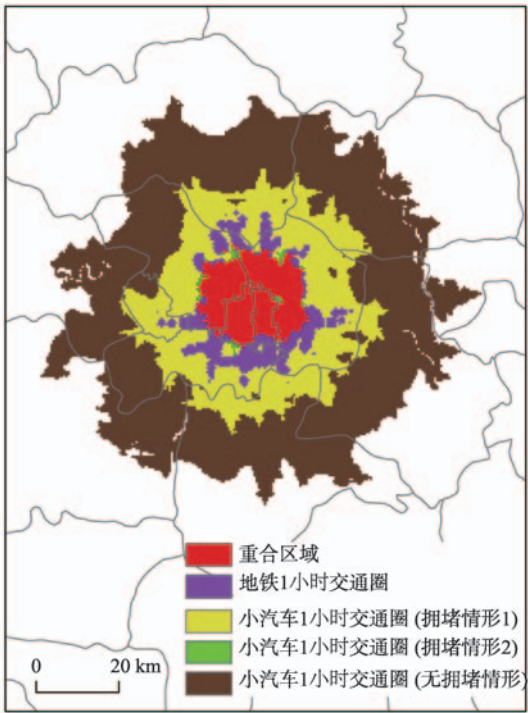 重合区域
地铁1小时交通圈
小汽车1小时交通圈 (拥堵情形1)
小汽车1小时交通圈 (拥堵情形2)
小汽车1小时交通圈 (无拥堵情形)
0 20 km